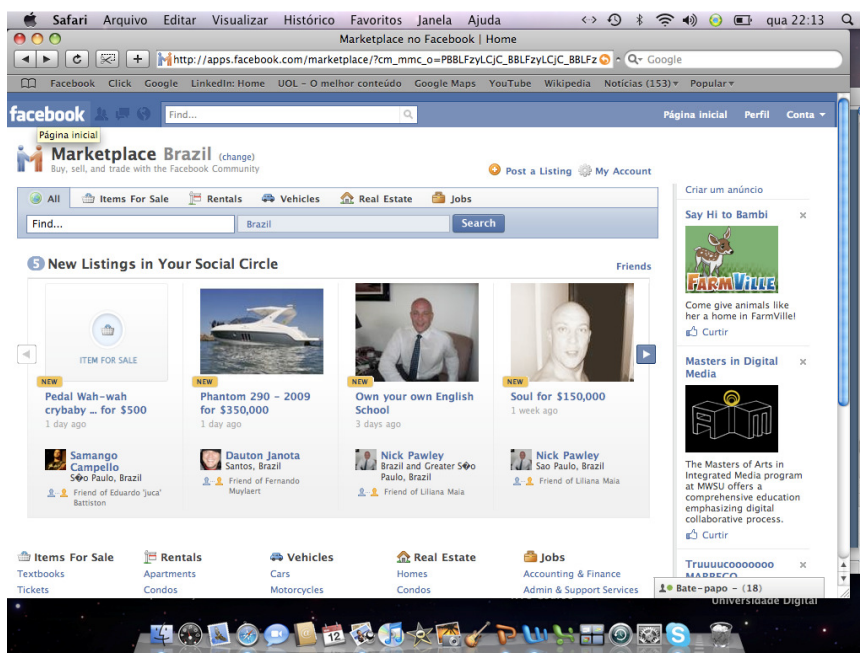 Safari Arquivo Editar Visualizar Histórico Favoritos Janela Ajuda qua 22:13
Marketplace no Facebook | Home
http://apps.facebook.com/marketplace/?cm_mmc_o=PBBLFzyLCjC_BBLFzyLCjC_BBLFz Google
Facebook Click Google LinkedIn: Home UOL - O melhor conteúdo Google Maps YouTube Wikipedia Notícias (153) Popular
facebook Find... Página inicial Perfil Conta
Página inicial
Marketplace Brazil (change)
Buy, sell, and trade with the Facebook Community
Post a Listing My Account
All Items For Sale Rentals Vehicles Real Estate Jobs
Find... Brazil Search
5 New Listings in Your Social Circle Friends
ITEM FOR SALE
NEW NEW NEW NEW
Pedal Wah-wah
crybaby ... for $500
1 day ago
Samango
Campello
S�o Paulo, Brazil
Friend of Eduardo 'juca'
Battiston
Phantom 290 - 2009
for $350,000
1 day ago
Dauton Janota
Santos, Brazil
Friend of Fernando
Muylaert
Own your own English
School
3 days ago
Nick Pawley
Brazil and Greater S�o
Paulo, Brazil
Friend of Liliana Maia
Soul for $150,000
1 week ago
Nick Pawley
Sao Paulo, Brazil
Friend of Liliana Maia
Items For Sale Rentals Vehicles Real Estate Jobs
Textbooks Apartments Cars Homes Accounting & Finance
Tickets Condos Motorcycles Condos Admin & Support Services
Criar um anúncio
Say Hi to Bambi
FARMVILLE
Come give animals like
her a home in FarmVille!
Curtir
Masters in Digital
Media
AIM
The Masters of Arts in
Integrated Media program
at MWSU offers a
comprehensive education
emphasizing digital
collaborative process.
Curtir
Truuuucooooooo
MARRECO
Bate-papo - (18)
Universidade Digital
12